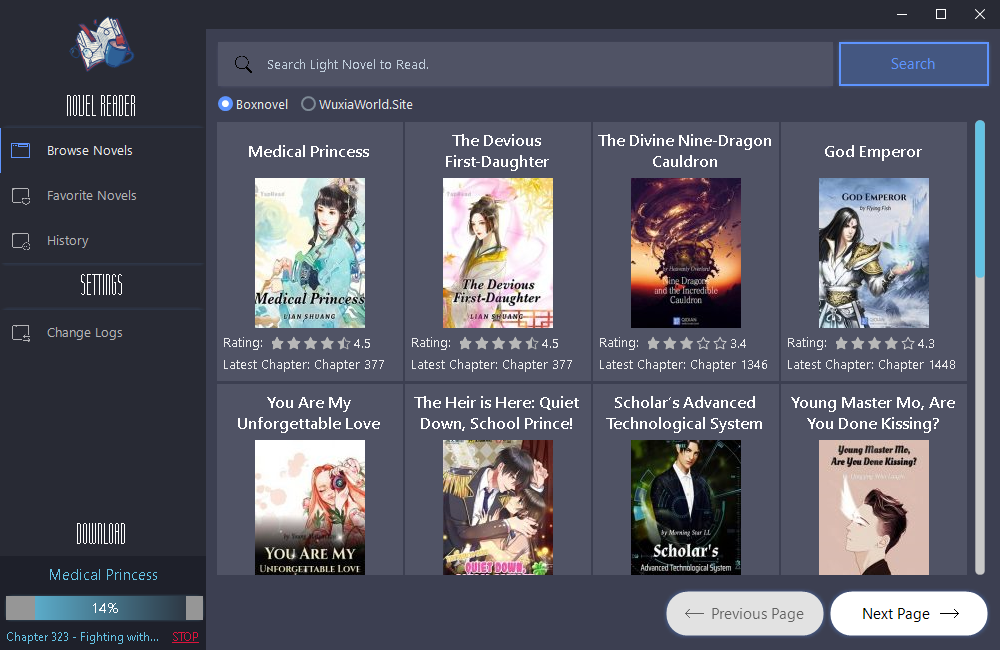 NOVEL READER
Browse Novels
Favorite Novels
History
SETTINGS
Change Logs
DOWNLOAD
Medical Princess
14%
Chapter 323 - Fighting with...
STOP
Search Light Novel to Read.
Search
Boxnovel
WuxiaWorld.Site
Medical Princess
TopRead
Medical Princess
LIAN SHUANG
Rating: 4.5
Latest Chapter: Chapter 377
The Devious
First-Daughter
TopRead
The Devious
First-Daughter
LIAN SHUANG
Rating: 4.5
Latest Chapter: Chapter 377
The Divine Nine-Dragon
Cauldron
by Heavenly Overlord
Nine Dragons
and the Incredible
Cauldron
QIDIAN
Rating: 3.4
Latest Chapter: Chapter 1346
God Emperor
GOD EMPEROR
by Flying Fish
QIDIAN
Rating: 4.3
Latest Chapter: Chapter 1448
You Are My
Unforgettable Love
YOU ARE MY
UNFORGETTABLE LOVE
The Heir is Here: Quiet
Down, School Prince!
QUIET DOWN,
Scholar's Advanced
Technological System
by Morning Star LL
Scholar's
Advanced Technological System
Young Master Mo, Are
You Done Kissing?
Young Master Mo,
Are You Done Kissing?
Previous Page
Next Page